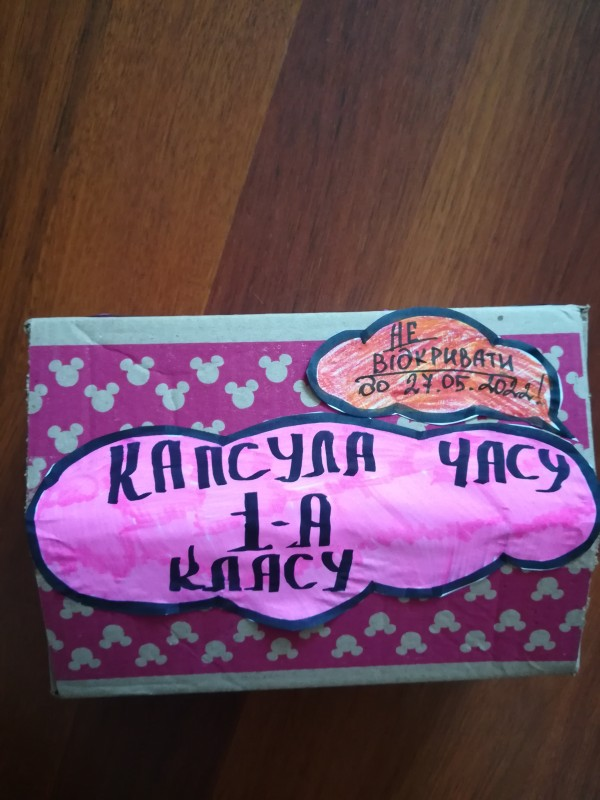 НЕ
ВІДКРИВАТИ
ДО 27.05.2022!
КАПСУЛА ЧАСУ
1-А
КЛАСУ